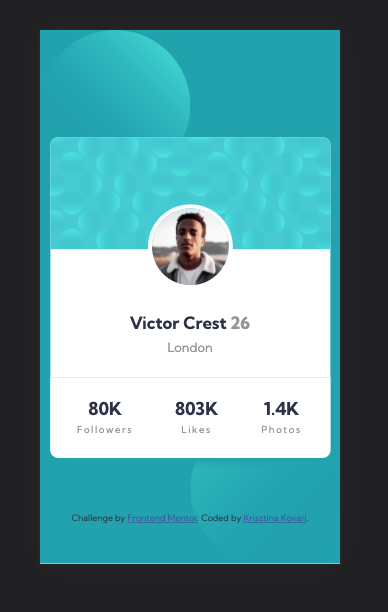 Victor Crest 26
London
80K 803K 1.4K
Followers Likes Photos
Challenge by Frontend Mentor. Coded by Krisztina Kovari.